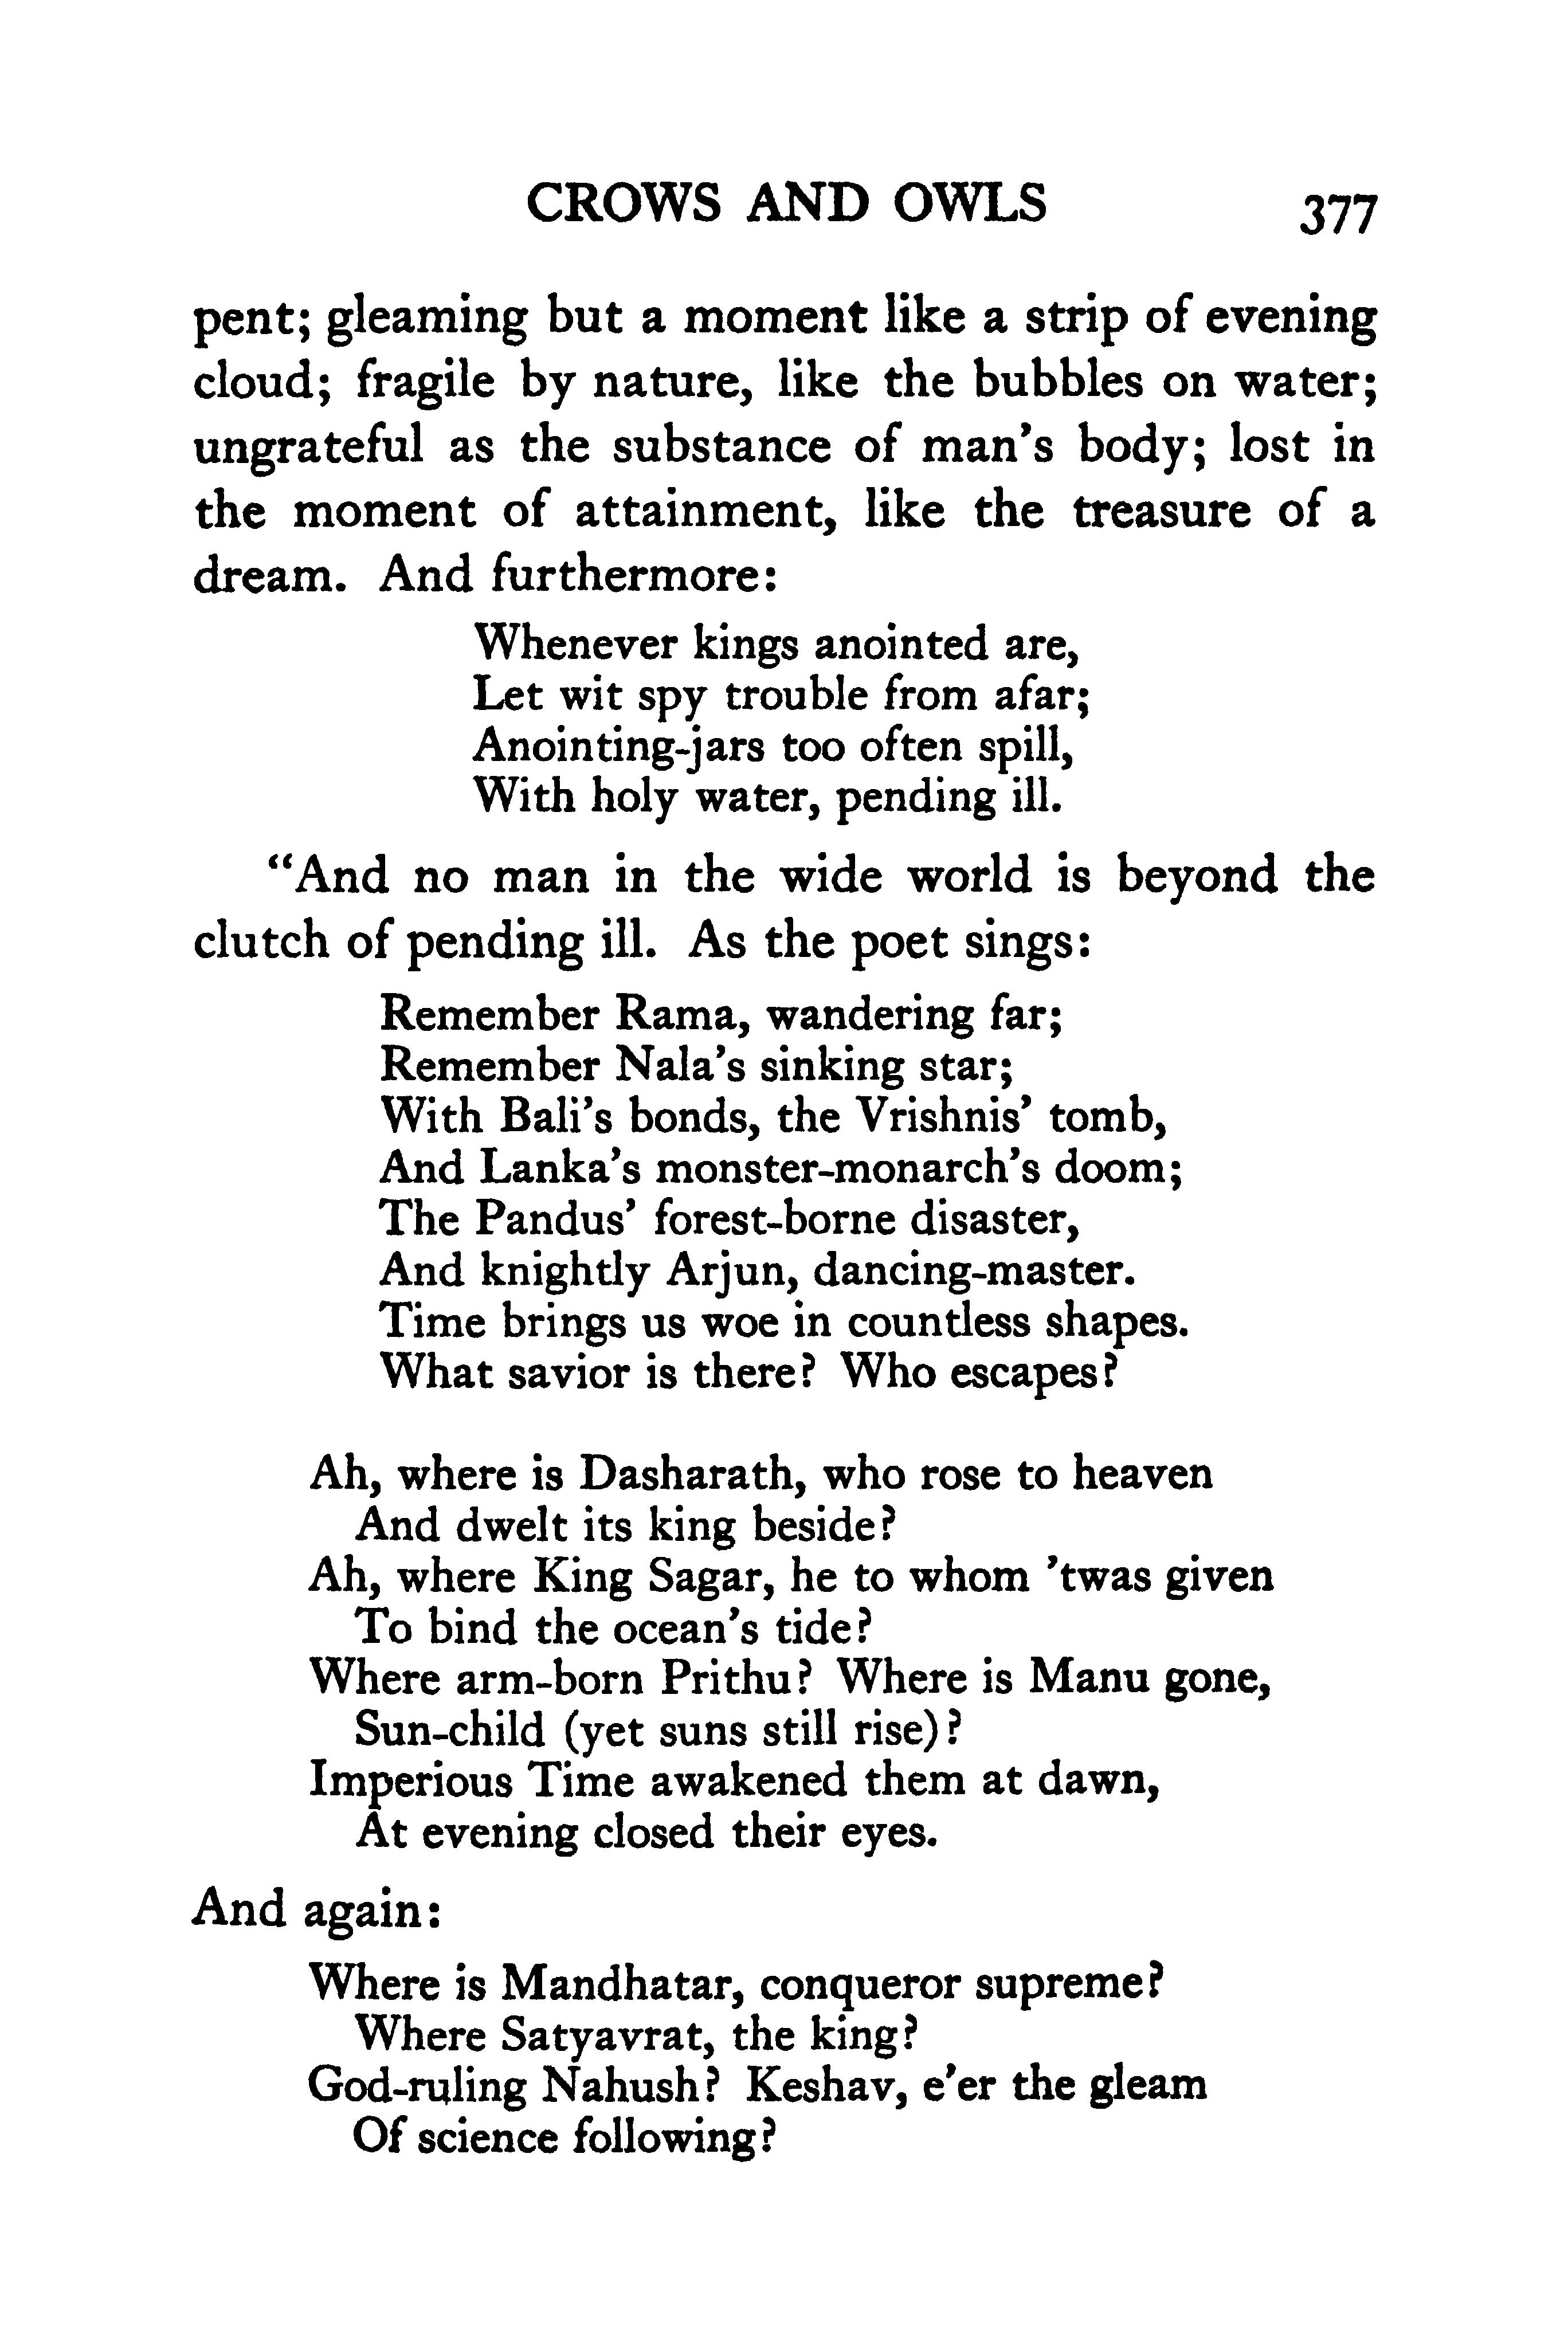 CROWS AND OWLS 377
pent; gleaming but a moment like a strip of evening
cloud; fragile by nature, like the bubbles on water;
ungrateful as the substance of man's body; lost in
the moment of attainment, like the treasure of a
dream. And furthermore:
Whenever kings anointed are,
Let wit spy trouble from afar;
Anointing-jars too often spill,
With holy water, pending ill.
"And no man in the wide world is beyond the
clutch of pending ill. As the poet sings:
Remember Rama, wandering far;
Remember Nala's sinking star;
With Bali's bonds, the Vrishnis' tomb,
And Lanka's monster-monarch's doom;
The Pandus' forest-borne disaster,
And knightly Arjun, dancing-master.
Time brings us woe in countless shapes.
What savior is there? Who escapes?
Ah, where is Dasharath, who rose to heaven
And dwelt its king beside?
Ah, where King Sagar, he to whom 'twas given
To bind the ocean's tide?
Where arm-born Prithu? Where is Manu gone,
Sun-child (yet suns still rise)?
Imperious Time awakened them at dawn,
At evening closed their eyes.
And again:
Where is Mandhatar, conqueror supreme?
Where Satyavrat, the king?
God-ruling Nahush? Keshav, e'er the gleam
Of science following?